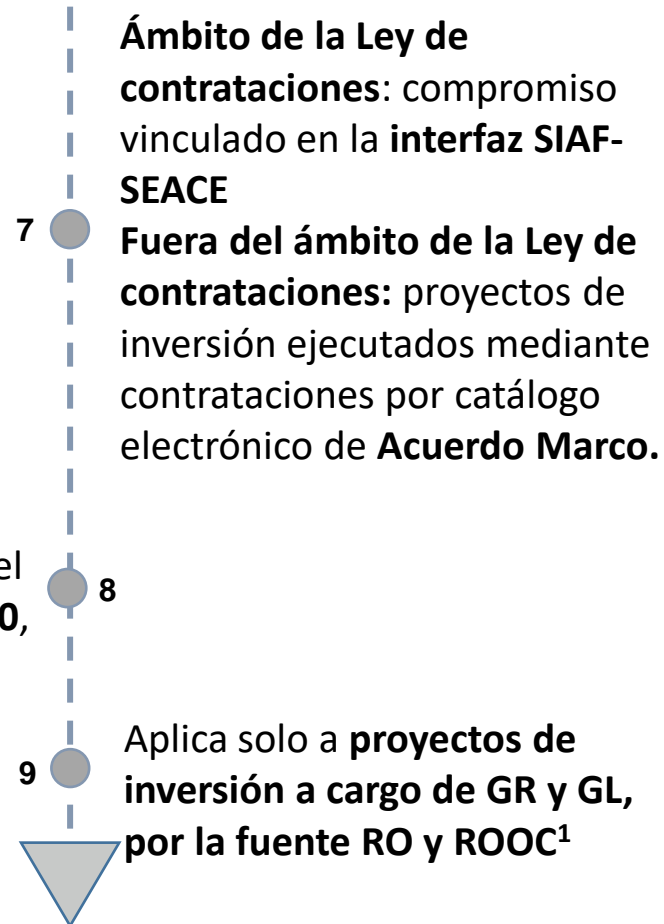 Ámbito de la Ley de
contrataciones: compromiso
vinculado en la interfaz SIAF-
SEACE
7
Fuera del ámbito de la Ley de
contrataciones: proyectos de
inversión ejecutados mediante
contrataciones por catálogo
electrónico de Acuerdo Marco.
8
9
Aplica solo a proyectos de
inversión a cargo de GR y GL,
por la fuente RO y ROOC¹